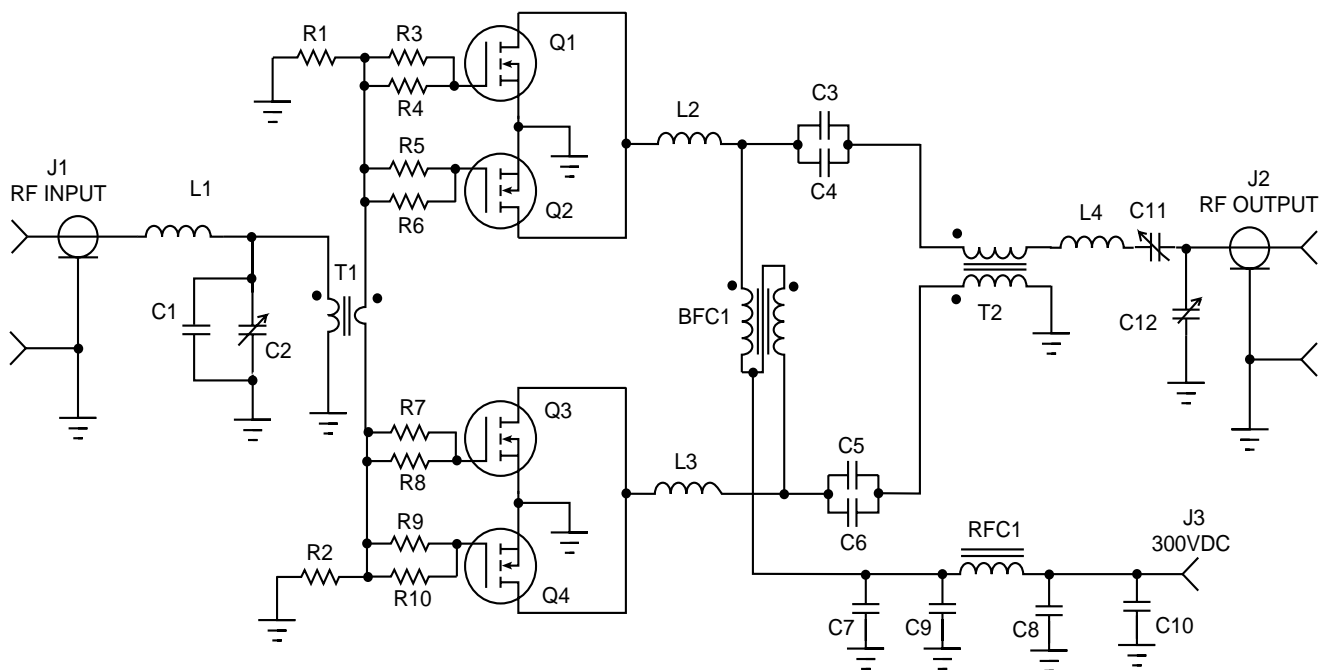 R1
R3
Q1
R4
C3
L2
R5
J1
RF INPUT
L1
R6
Q2
C4
J2
RF OUTPUT
L4
C11
T1
C1
C2
BFC1
T2
C12
R7
Q3
R8
L3
C5
R9
R2
C6
RFC1
J3
300VDC
R10
Q4
C7
C9
C8
C10